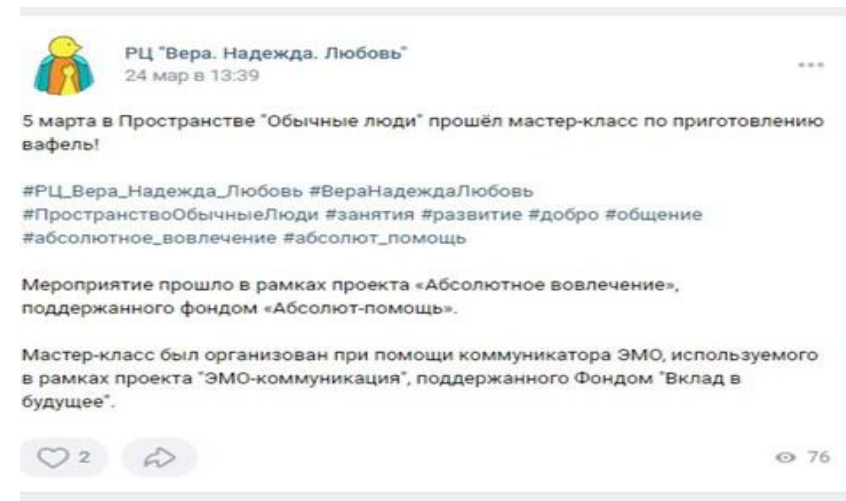 РЦ "Вера. Надежда. Любовь"
24 мар в 13:39
5 марта в Пространстве "Обычные люди" прошёл мастер-класс по приготовлению
вафель!
#РЦ_Вера_Надежда_Любовь #ВераНадеждаЛюбовь
#ПространствоОбычныеЛюди #занятия #развитие #добро #общение
#абсолютное_вовлечение #абсолют_помощь
Мероприятие прошло в рамках проекта «Абсолютное вовлечение»,
поддержанного фондом «Абсолют-помощь».
Мастер-класс был организован при помощи коммуникатора ЭМО, используемого
в рамках проекта "ЭМО-коммуникация", поддержанного Фондом "Вклад в
будущее".
2
76